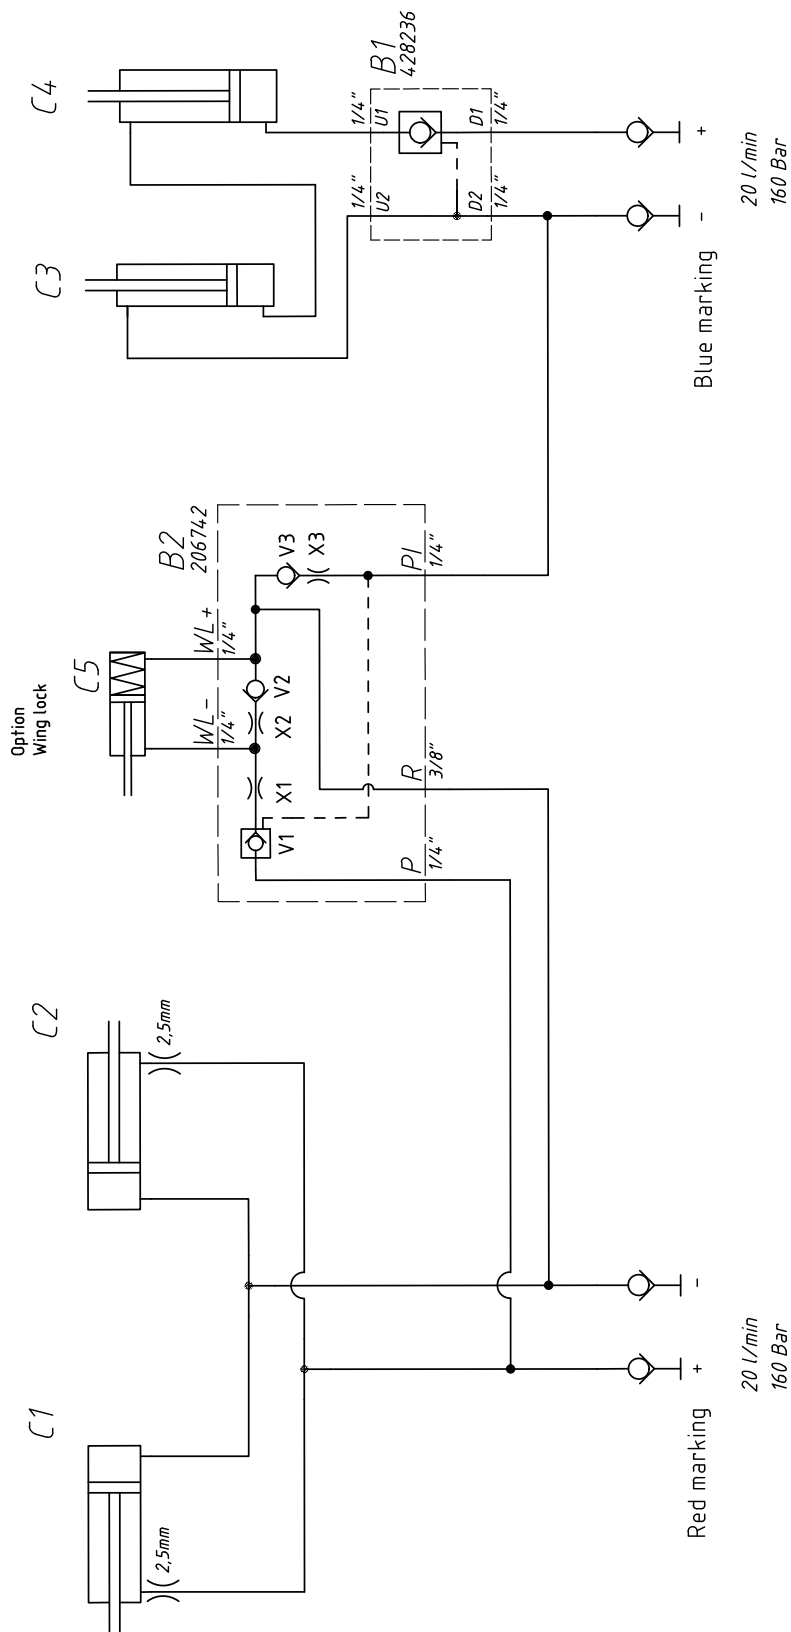 C4
B1
428236
1/4"
U1
D1
1/4"
+
1/4"
U2
D2
1/4"
-
20 l/min
160 Bar
C3
Blue marking
B2
206742
V3
X3
PI
1/4"
Option
Wing lock
C5
WL+
1/4"
WL-
1/4"
V2
X2
X1
V1
R
3/8"
P
1/4"
C2
2,5mm
-
+
20 l/min
160 Bar
C1
2,5mm
Red marking